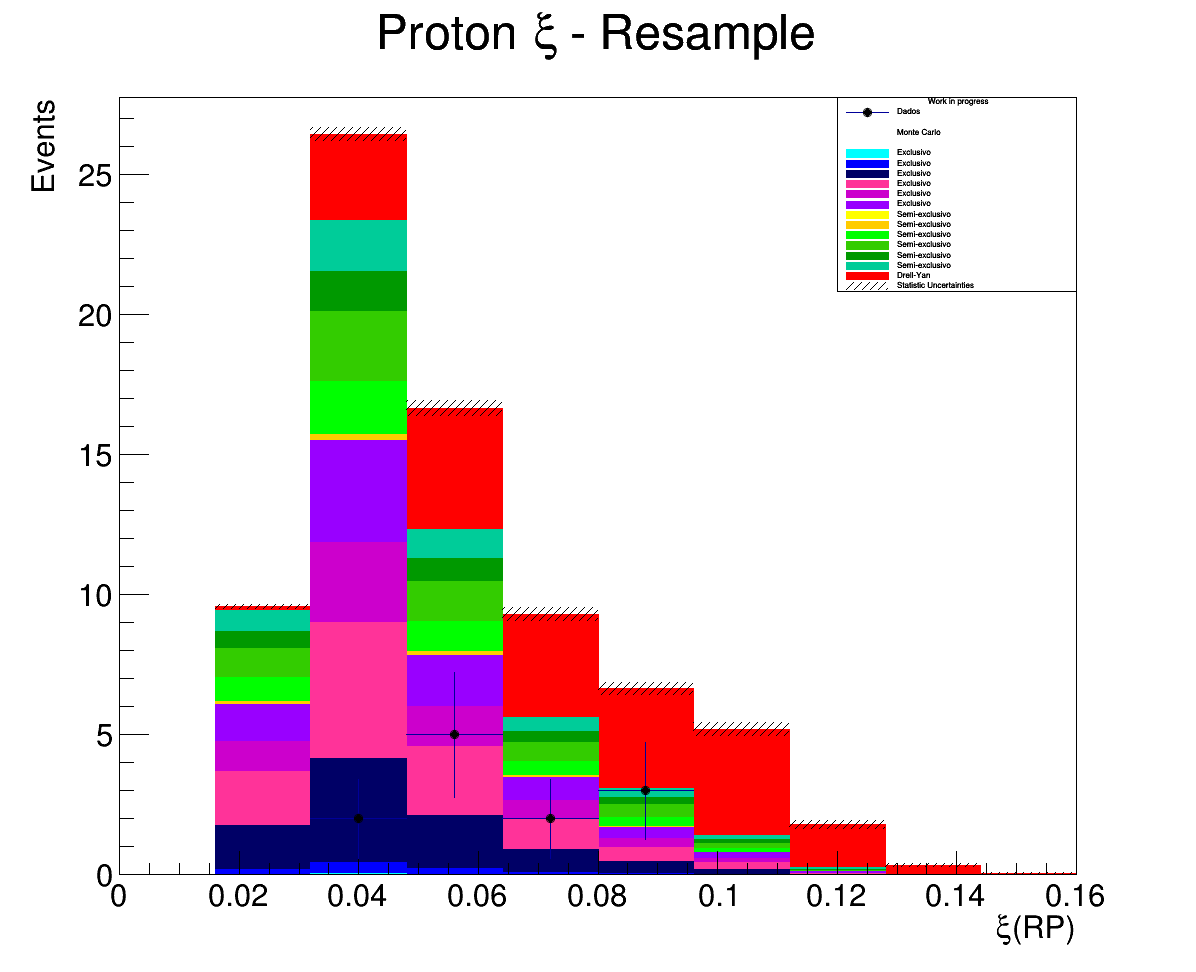 Proton ξ - Resample
Events
Work in progress
Dados
Monte Carlo
Exclusivo
Exclusivo
Exclusivo
Exclusivo
Exclusivo
Exclusivo
Semi-exclusivo
Semi-exclusivo
Semi-exclusivo
Semi-exclusivo
Semi-exclusivo
Semi-exclusivo
Drell-Yan
Statistic Uncertainties
25
20
15
10
5
0
0 0.02 0.04 0.06 0.08 0.1 0.12 0.14 0.16
ξ(RP)